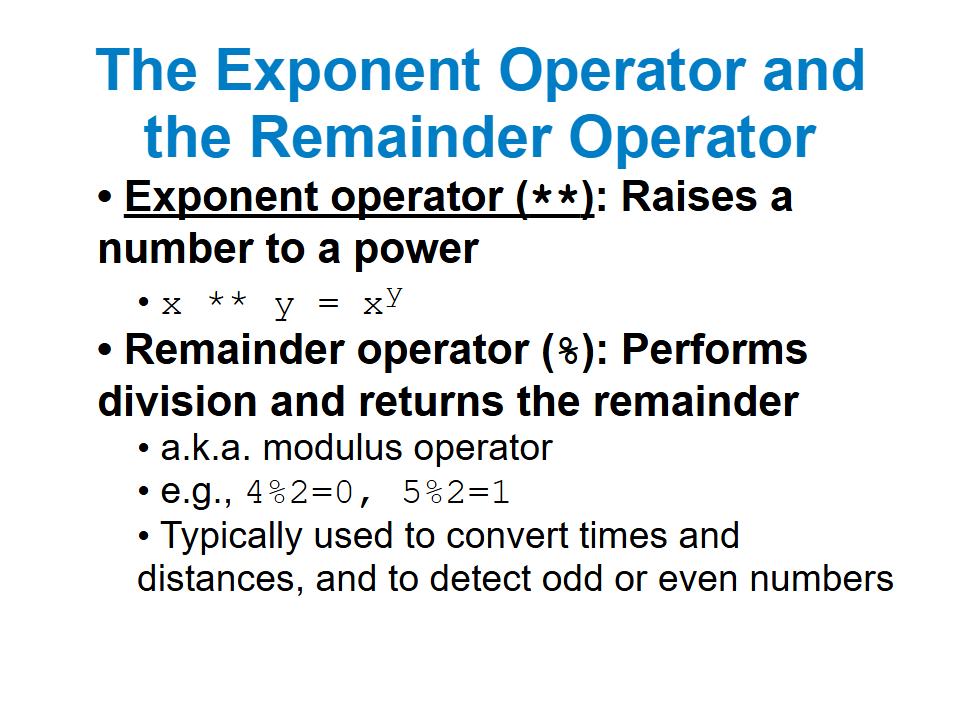 The Exponent Operator and
the Remainder Operator
• Exponent operator (**): Raises a
number to a power
• x ** y = xʸ
• Remainder operator (%): Performs
division and returns the remainder
• a.k.a. modulus operator
• e.g., 4%2=0, 5%2=1
• Typically used to convert times and
distances, and to detect odd or even numbers